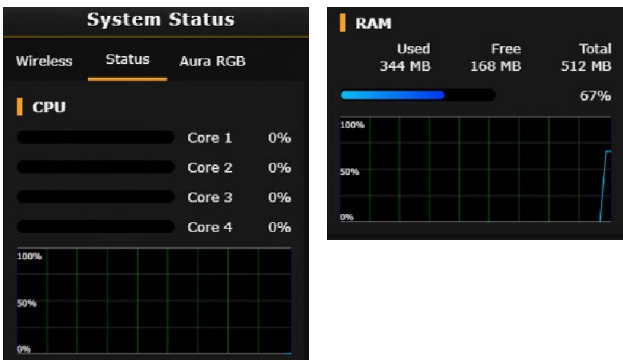 System Status
Wireless Status Aura RGB
CPU
Core 1 0%
Core 2 0%
Core 3 0%
Core 4 0%
100%
50%
0%
RAM
Used Free Total
344 MB 168 MB 512 MB
67%
100%
50%
0%